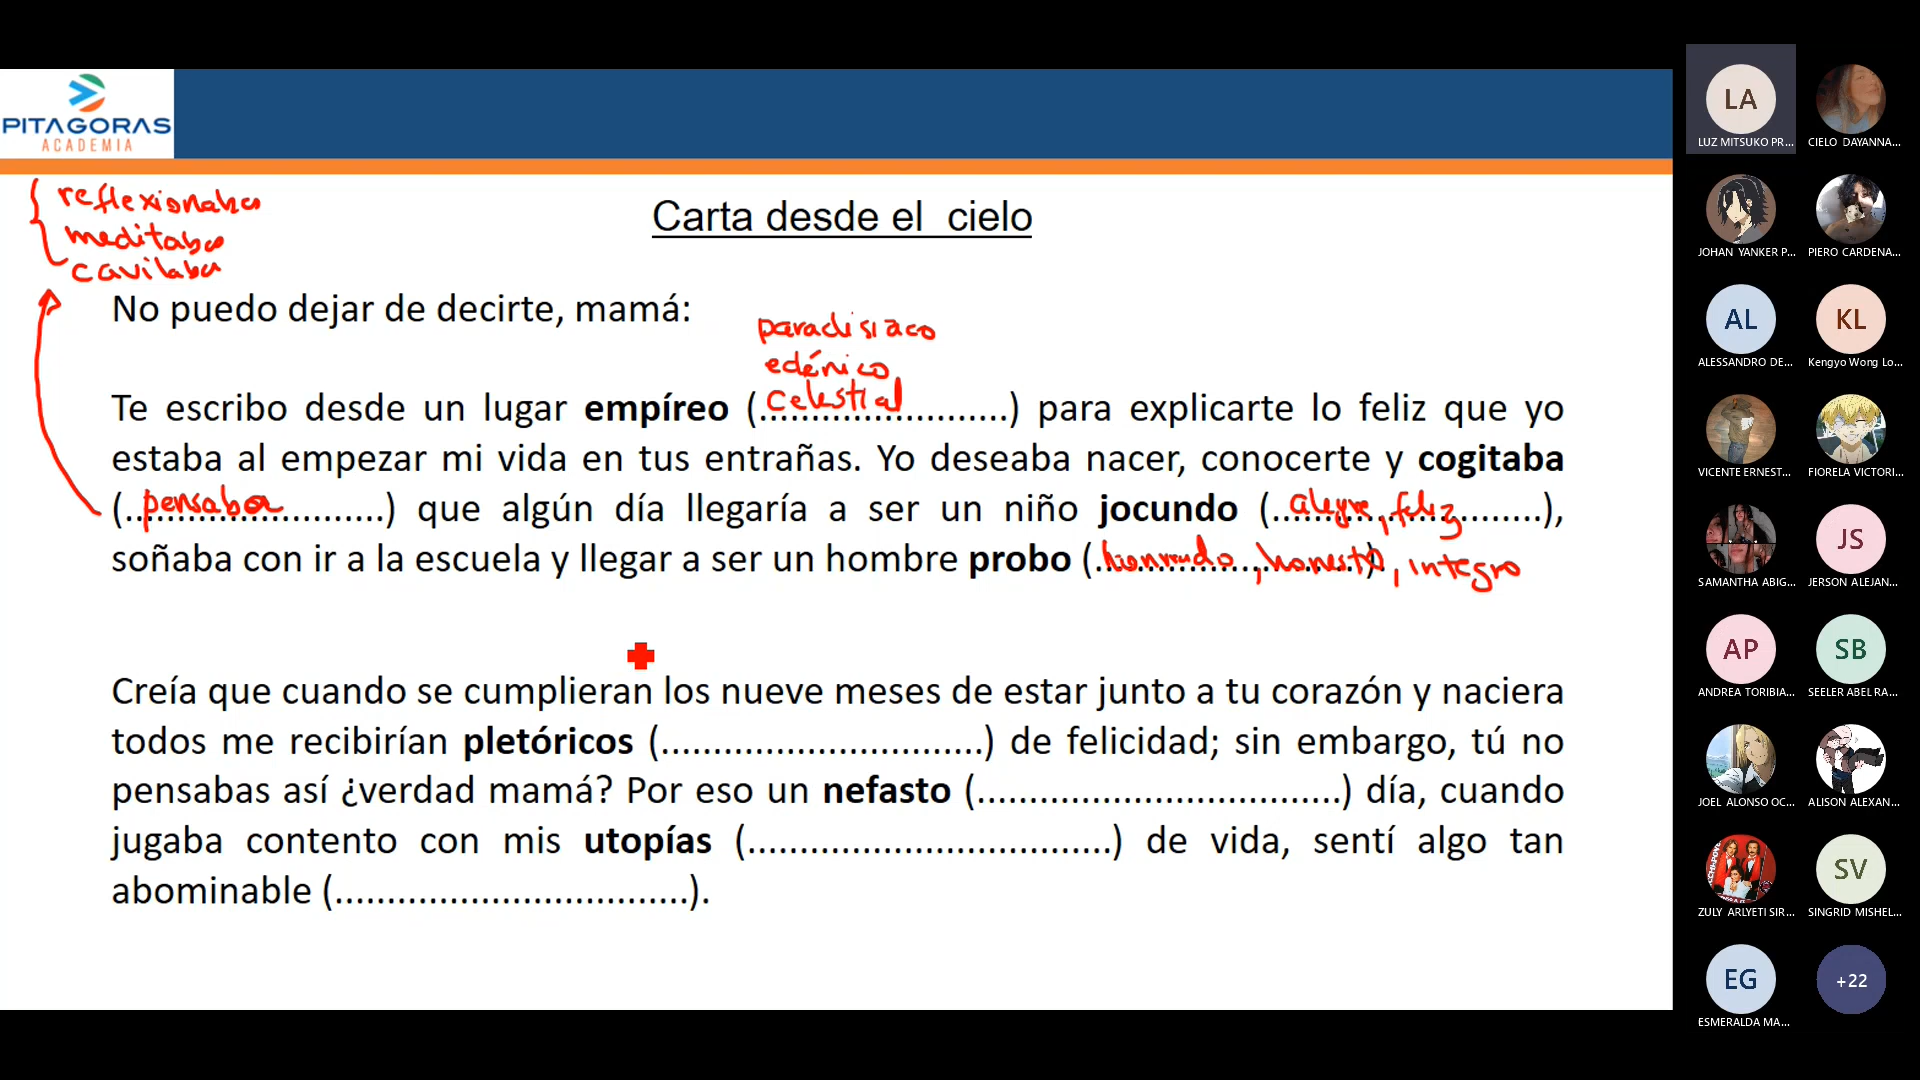 PITAGORAS
ACADEMIA
reflexionaba
meditaba
cavilaba
Carta desde el cielo
No puedo dejar de decirte, mamá:
paradisiaco
edénico
celestial
Te escribo desde un lugar empíreo (........................) para explicarte lo feliz que yo
estaba al empezar mi vida en tus entrañas. Yo deseaba nacer, conocerte y cogitaba
(.........................) que algún día llegaría a ser un niño jocundo (..........................),
pensaba
alegre, feliz
soñaba con ir a la escuela y llegar a ser un hombre probo (..........................).
honrado, honesto, integro
Creía que cuando se cumplieran los nueve meses de estar junto a tu corazón y naciera
todos me recibirían pletóricos (...............................) de felicidad; sin embargo, tú no
pensabas así ¿verdad mamá? Por eso un nefasto (...................................) día, cuando
jugaba contento con mis utopías (...................................) de vida, sentí algo tan
abominable (..................................).
LA
LUZ MITSUKO PR...
CIELO DAYANNA...
JOHAN YANKER P...
PIERO CARDENA...
AL
KL
ALESSANDRO DE...
Kengyo Wong Lo...
VICENTE ERNEST...
FIORELA VICTORI...
JS
SAMANTHA ABIG...
JERSON ALEJAN...
AP
SB
ANDREA TORIBIA...
SEELER ABEL RA...
JOEL ALONSO OC...
ALISON ALEXAN...
SV
ZULY ARLYETI SIR...
SINGRID MISHEL...
EG
+22
ESMERALDA MA...